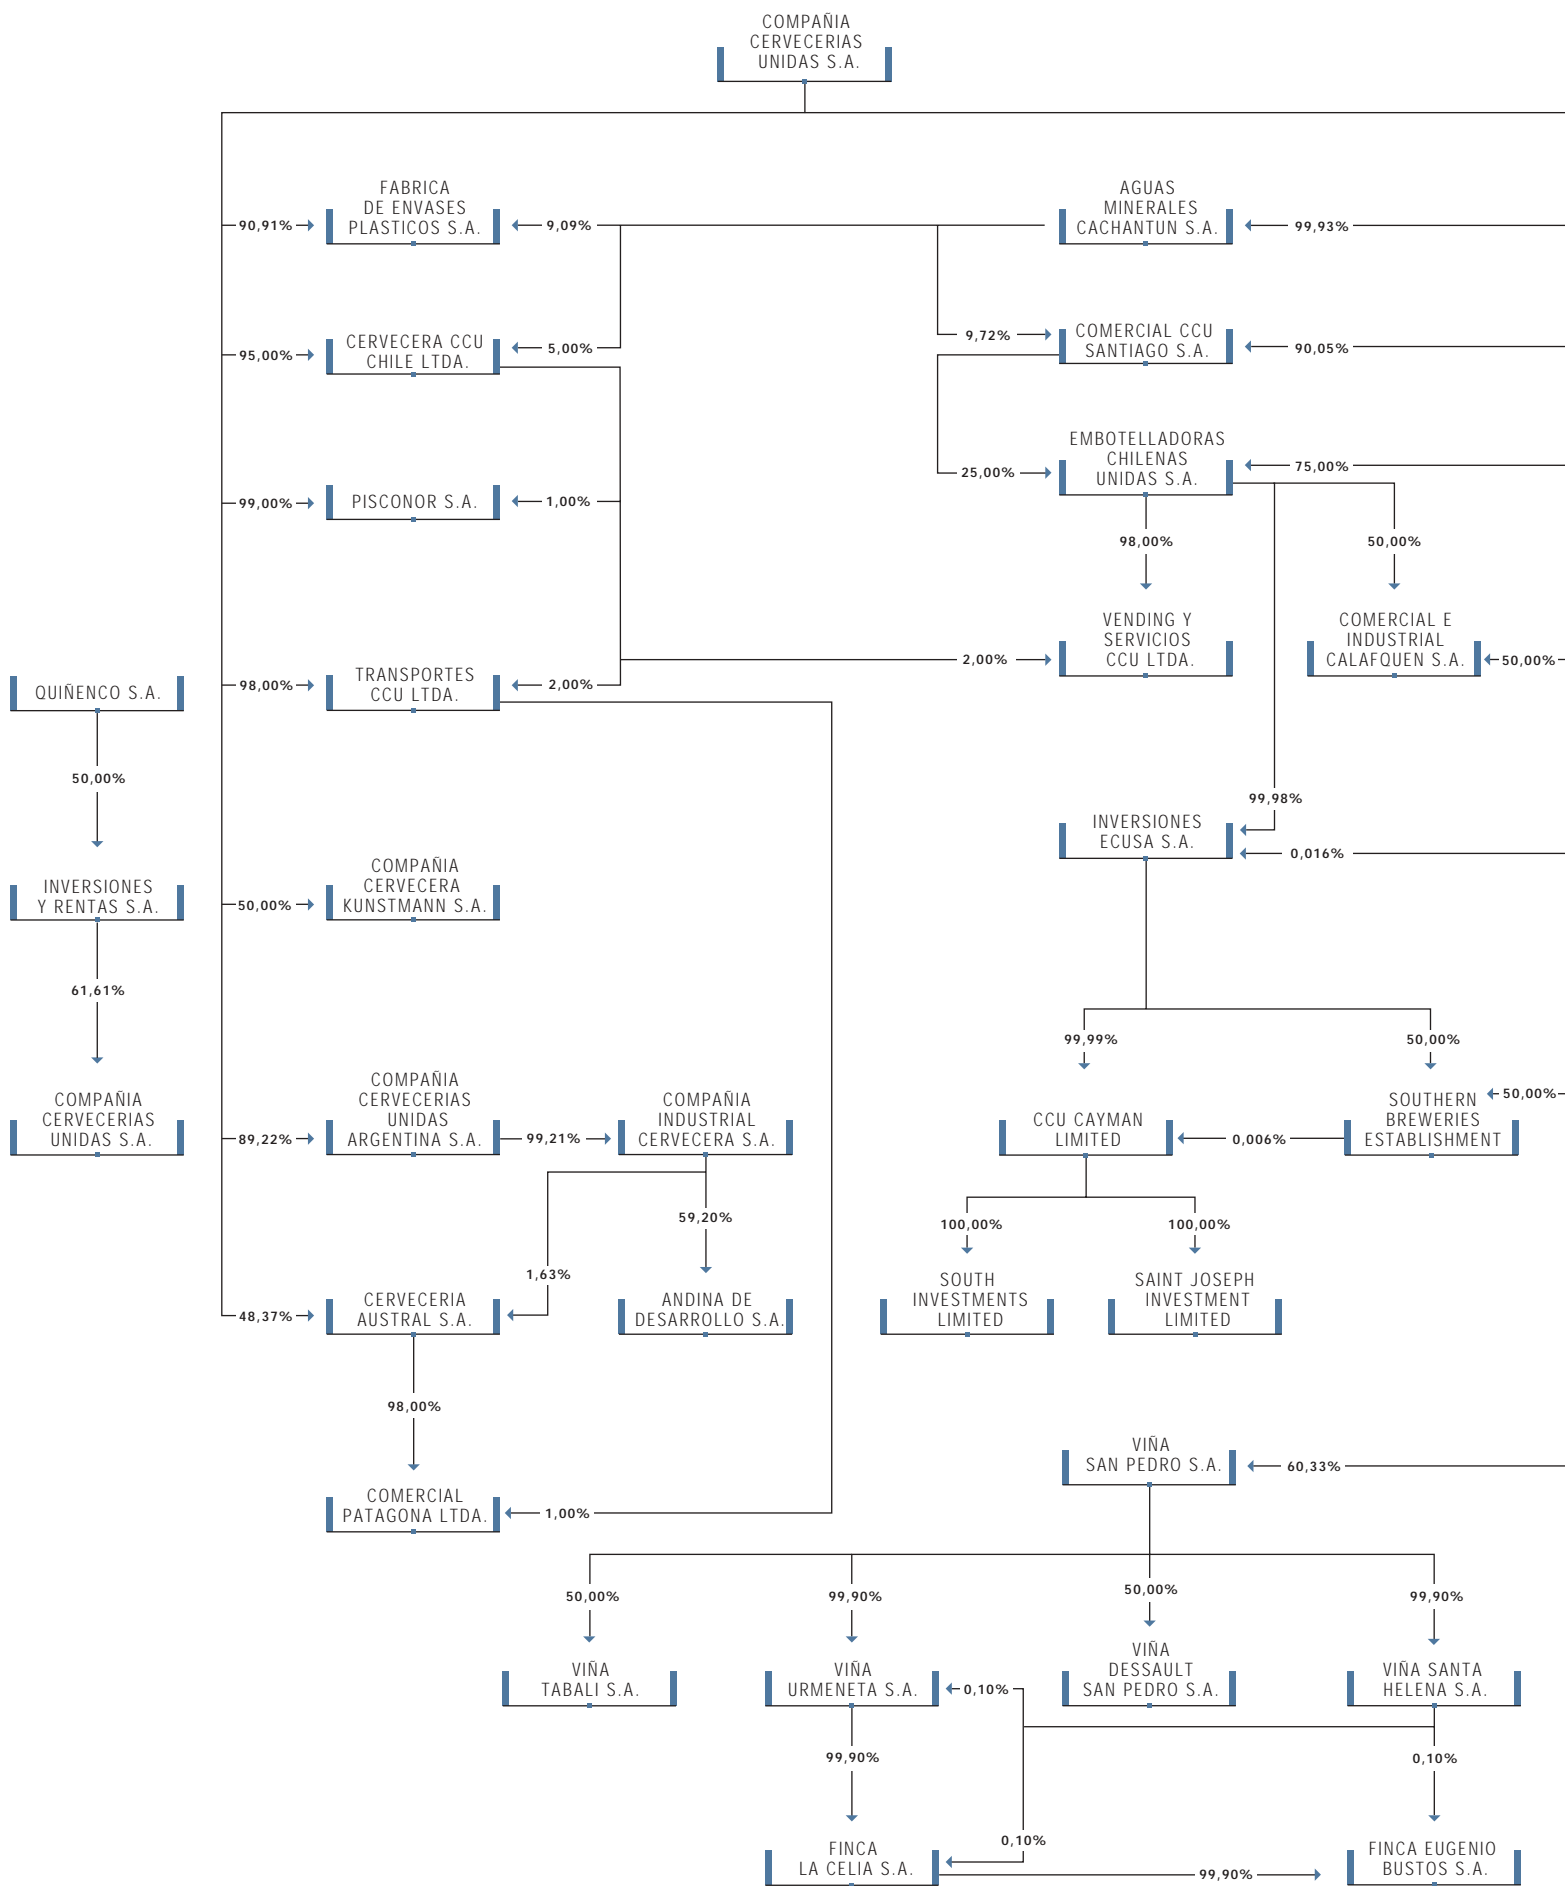 COMPAÑIA
CERVECERIAS
UNIDAS S.A.
FABRICA
DE ENVASES
PLASTICOS S.A.
90,91%
9,09%
AGUAS
MINERALES
CACHANTUN S.A.
99,93%
CERVECERA CCU
CHILE LTDA.
95,00%
5,00%
9,72%
COMERCIAL CCU
SANTIAGO S.A.
90,05%
EMBOTELLADORAS
CHILENAS
UNIDAS S.A.
25,00%
75,00%
99,00%
PISCONOR S.A.
1,00%
98,00%
50,00%
VENDING Y
SERVICIOS
CCU LTDA.
COMERCIAL E
INDUSTRIAL
CALAFQUEN S.A.
2,00%
50,00%
QUIÑENCO S.A.
98,00%
TRANSPORTES
CCU LTDA.
2,00%
50,00%
99,98%
INVERSIONES
ECUSA S.A.
0,016%
INVERSIONES
Y RENTAS S.A.
50,00%
COMPAÑIA
CERVECERA
KUNSTMANN S.A.
61,61%
99,99%
50,00%
COMPAÑIA
CERVECERIAS
UNIDAS S.A.
89,22%
COMPAÑIA
CERVECERIAS
UNIDAS
ARGENTINA S.A.
99,21%
COMPAÑIA
INDUSTRIAL
CERVECERA S.A.
CCU CAYMAN
LIMITED
0,006%
SOUTHERN
BREWERIES
ESTABLISHMENT
50,00%
59,20%
100,00%
100,00%
1,63%
48,37%
CERVECERIA
AUSTRAL S.A.
ANDINA DE
DESARROLLO S.A.
SOUTH
INVESTMENTS
LIMITED
SAINT JOSEPH
INVESTMENT
LIMITED
98,00%
VIÑA
SAN PEDRO S.A.
60,33%
COMERCIAL
PATAGONA LTDA.
1,00%
50,00%
99,90%
50,00%
99,90%
VIÑA
TABALI S.A.
VIÑA
URMENETA S.A.
0,10%
VIÑA
DESSAULT
SAN PEDRO S.A.
VIÑA SANTA
HELENA S.A.
99,90%
0,10%
0,10%
FINCA
LA CELIA S.A.
99,90%
FINCA EUGENIO
BUSTOS S.A.